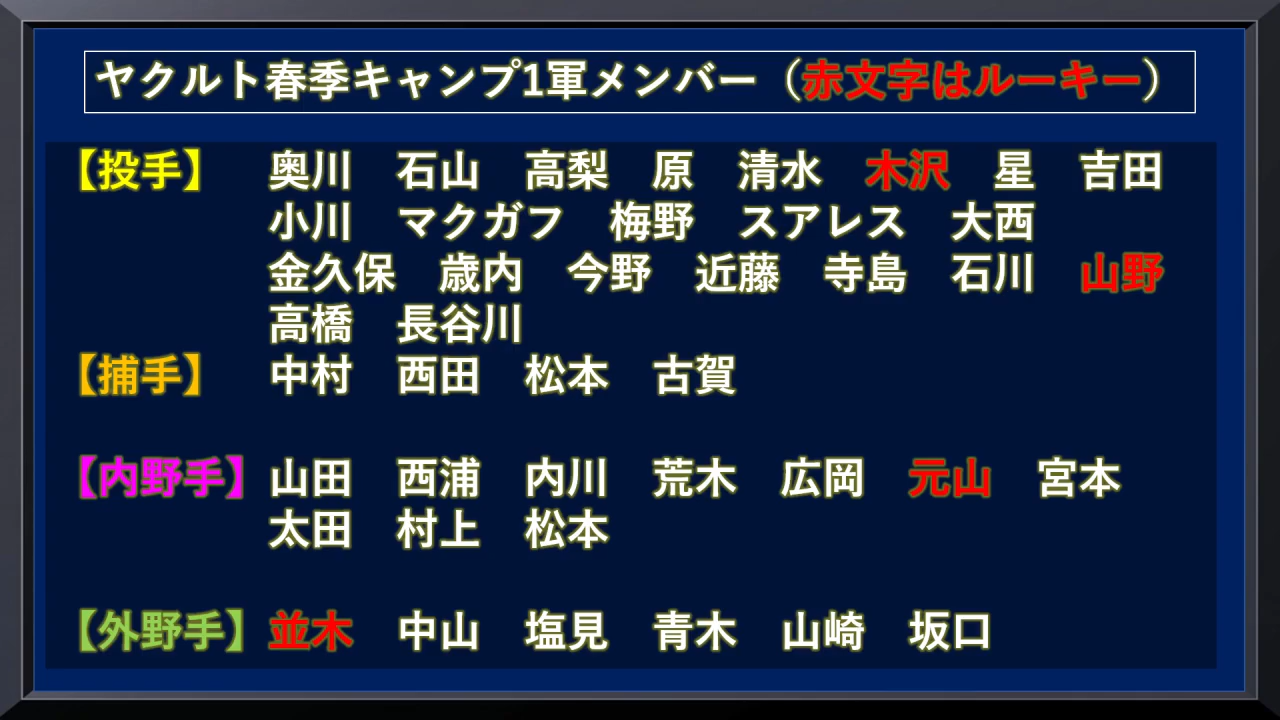 ヤクルト春季キャンプ1軍メンバー（赤文字はルーキー）
【投手】 奥川 石山 高梨 原 清水 木沢 星 吉田
小川 マクガフ 梅野 スアレス 大西
金久保 歳内 今野 近藤 寺島 石川 山野
高橋 長谷川
【捕手】 中村 西田 松本 古賀
【内野手】 山田 西浦 内川 荒木 広岡 元山 宮本
太田 村上 松本
【外野手】 並木 中山 塩見 青木 山崎 坂口